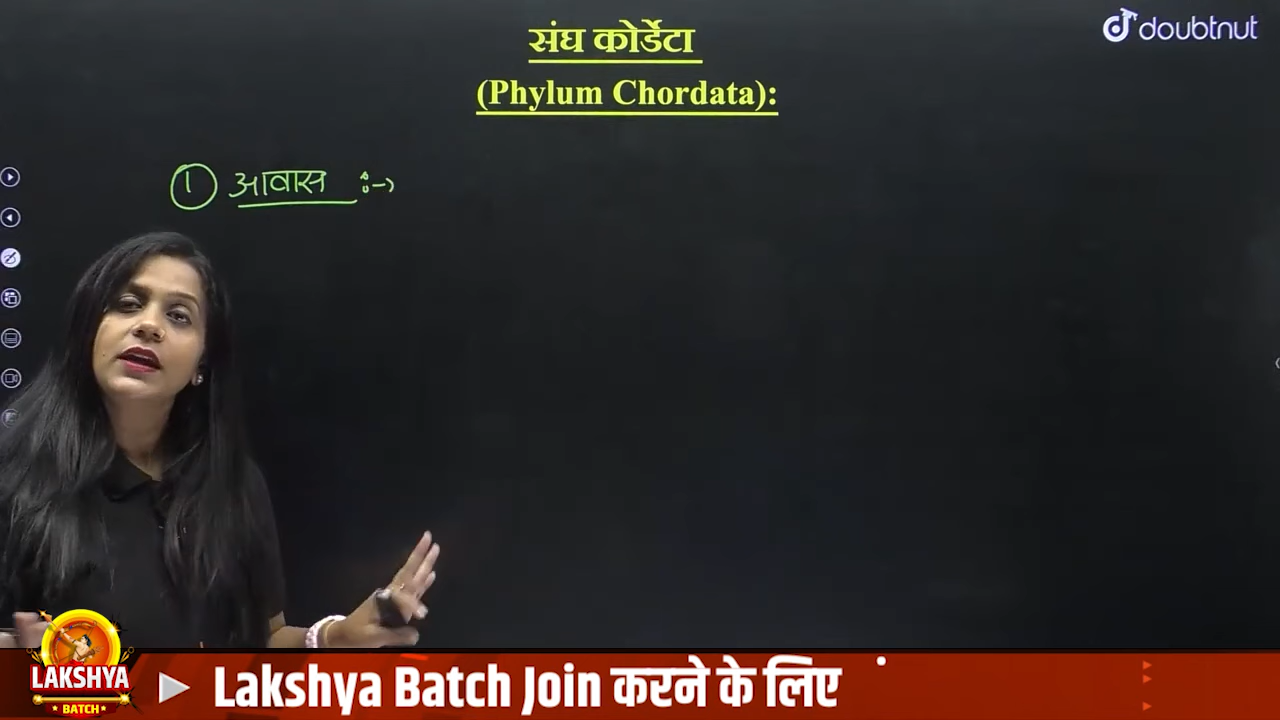 doubtnut
संघ कोर्डेटा
(Phylum Chordata):
1 आवास :->
LAKSHYA
BATCH
Lakshya Batch Join करने के लिए